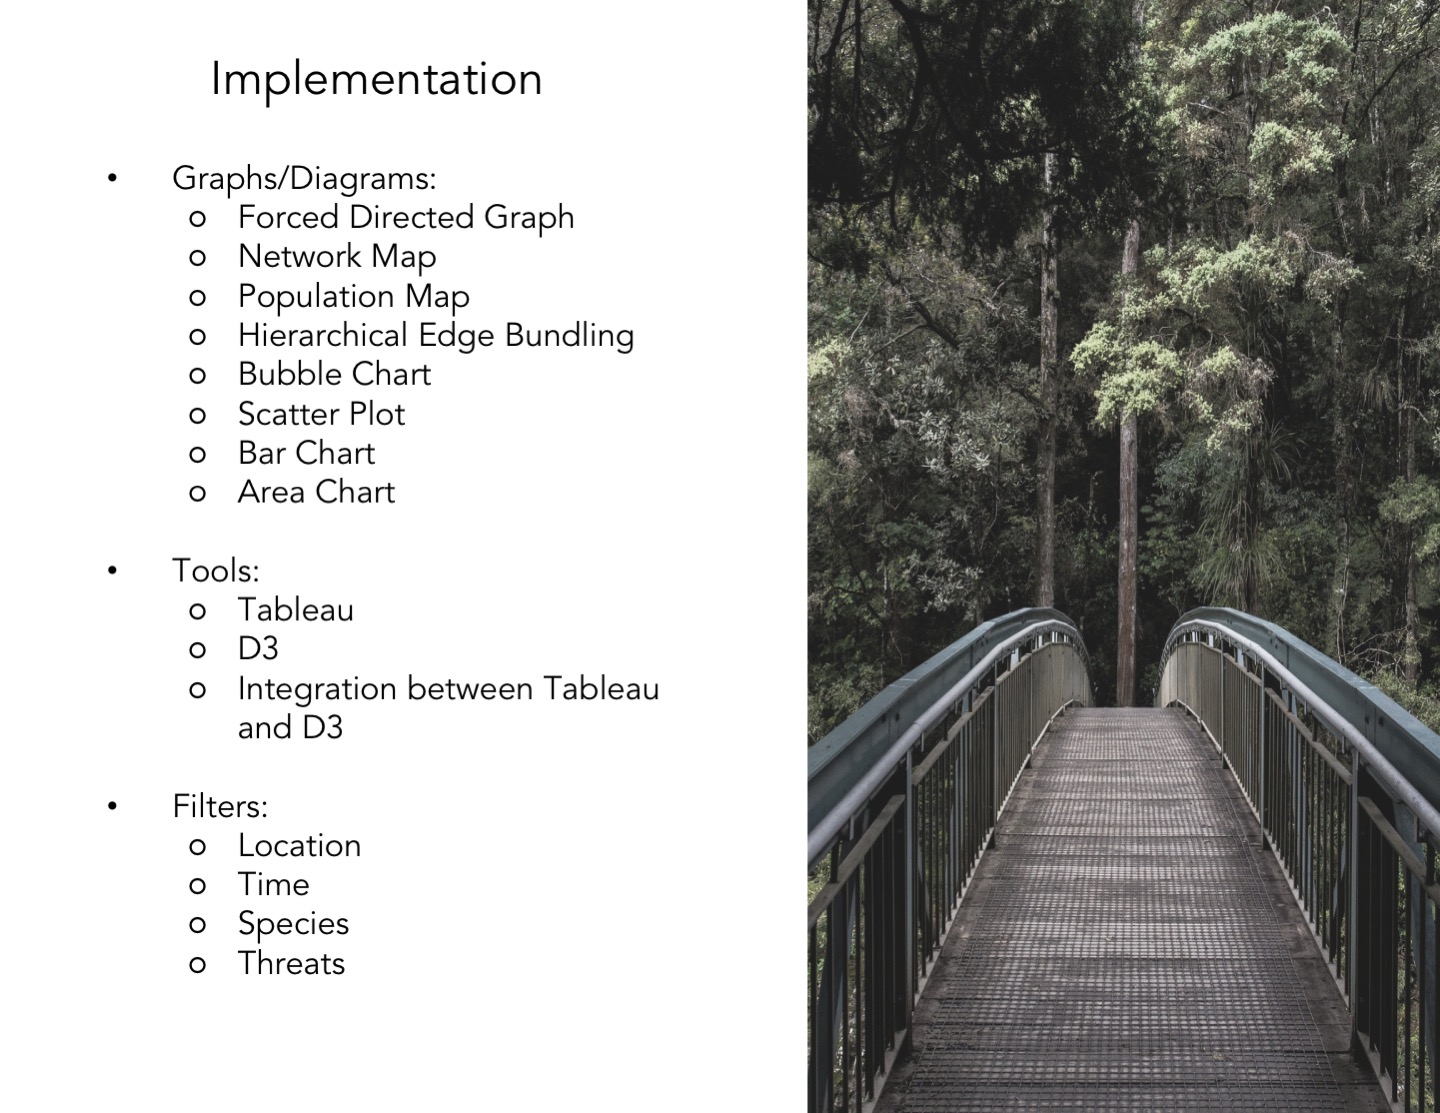 Implementation
• Graphs/Diagrams:
o Forced Directed Graph
o Network Map
o Population Map
o Hierarchical Edge Bundling
o Bubble Chart
o Scatter Plot
o Bar Chart
o Area Chart
• Tools:
o Tableau
o D3
o Integration between Tableau
and D3
• Filters:
o Location
o Time
o Species
o Threats